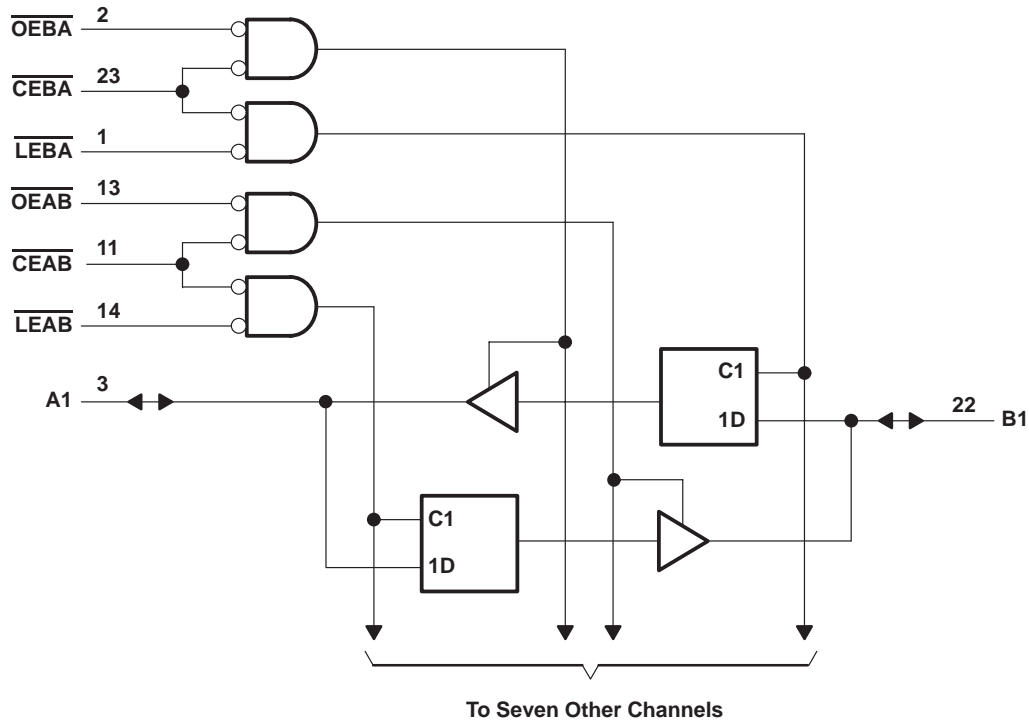 OEBA 2
CEBA 23
LEBA 1
OEAB 13
CEAB 11
LEAB 14
A1 3
C1
1D
22 B1
C1
1D
To Seven Other Channels